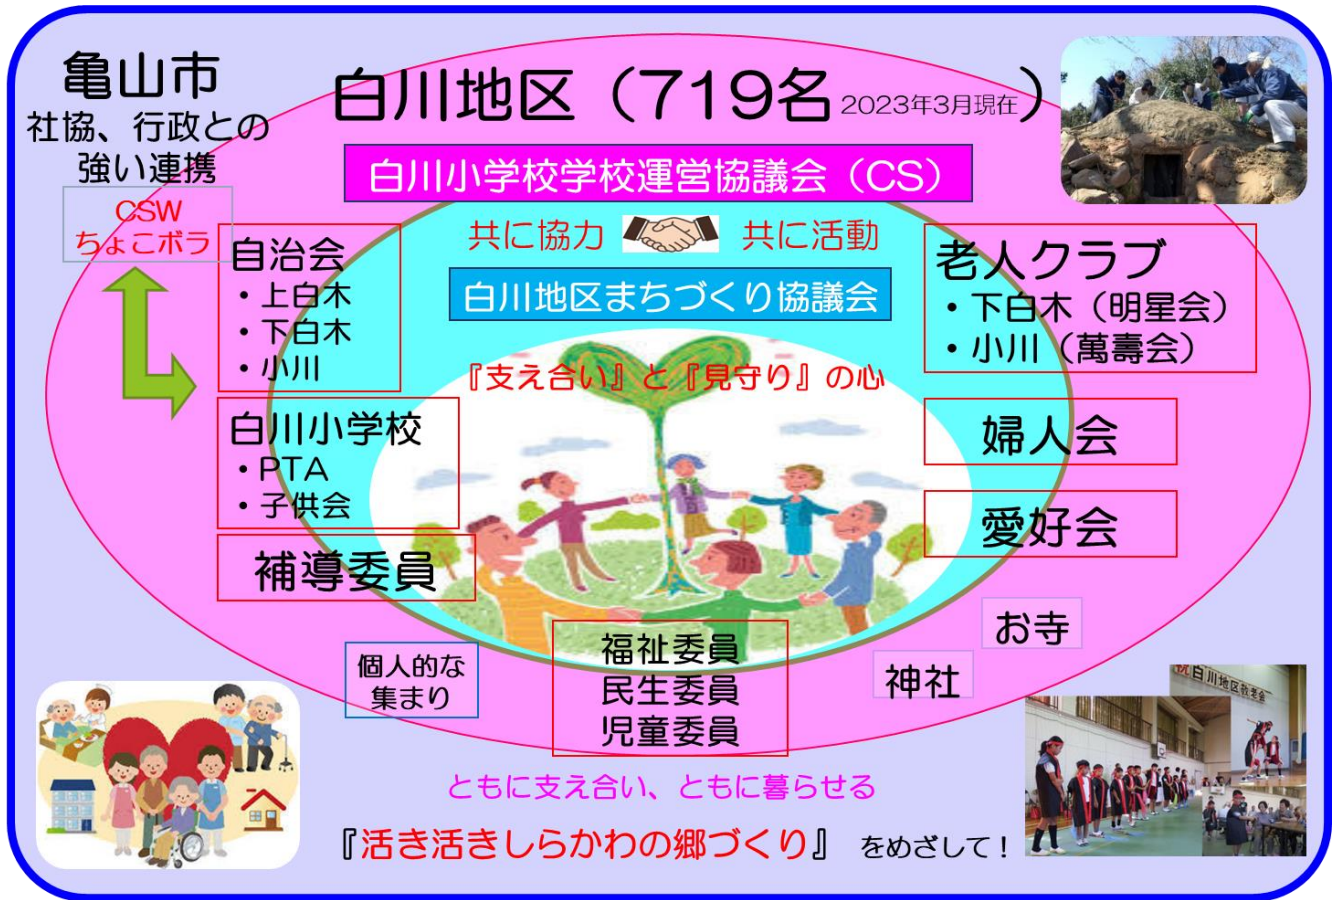 亀山市
社協、行政との
強い連携
CSW
ちょこボラ
白川地区（719名 2023年3月現在）
白川小学校学校運営協議会（CS）
共に協力 共に活動
白川地区まちづくり協議会
『支え合い』と『見守り』の心
自治会
・上白木
・下白木
・小川
白川小学校
・PTA
・子供会
補導委員
老人クラブ
・下白木（明星会）
・小川（萬壽会）
婦人会
愛好会
お寺
神社
個人的な
集まり
福祉委員
民生委員
児童委員
祝 白川地区敬老会
ともに支え合い、ともに暮らせる
『活き活きしらかわの郷づくり』 をめざして！